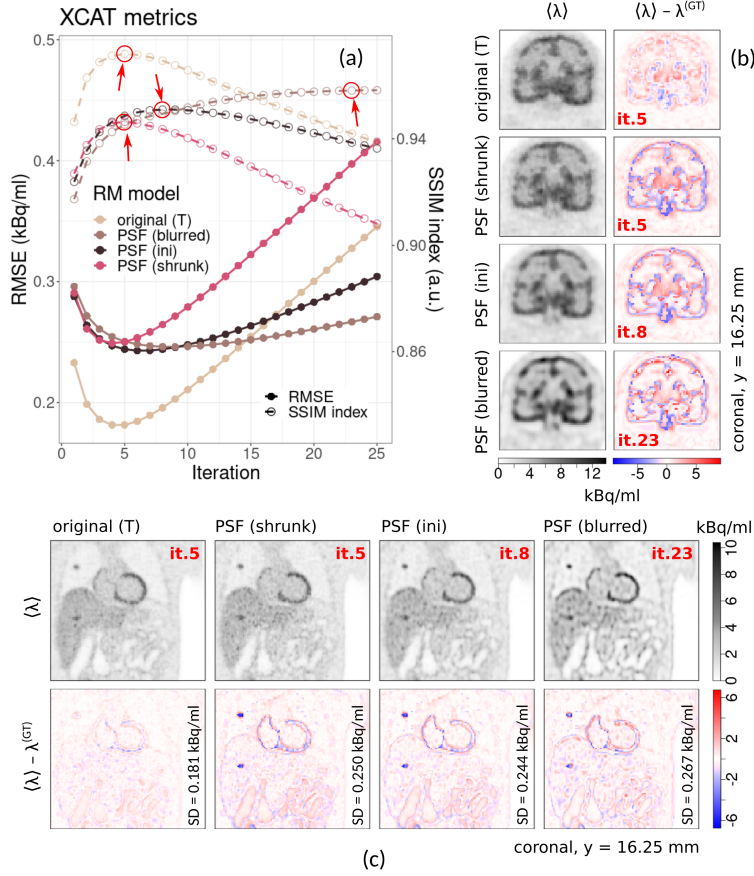 XCAT metrics
(a)
0.5
0.4
0.3
0.2
RMSE (kBq/ml)
0.94
0.90
0.86
SSIM index (a.u.)
RM model
original (T)
PSF (blurred)
PSF (ini)
PSF (shrunk)
RMSE
SSIM index
0 5 10 15 20 25
Iteration
⟨λ⟩ ⟨λ⟩ – λ(GT)
(b)
original (T)
it.5
PSF (shrunk)
it.5
PSF (ini)
it.8
PSF (blurred)
it.23
coronal, y = 16.25 mm
0 4 8 12 -5 0 5
kBq/ml
original (T) PSF (shrunk) PSF (ini) PSF (blurred) kBq/ml
it.5 it.5 it.8 it.23
⟨λ⟩
10
8
6
4
2
0
⟨λ⟩ – λ(GT)
SD = 0.181 kBq/ml
SD = 0.250 kBq/ml
SD = 0.244 kBq/ml
SD = 0.267 kBq/ml
6
2
-2
-6
coronal, y = 16.25 mm
(c)